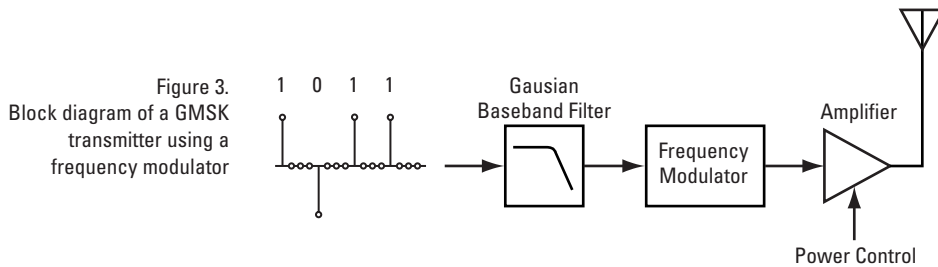 Figure 3.
Block diagram of a GMSK
transmitter using a
frequency modulator
1 0 1 1
Gausian
Baseband Filter
Frequency
Modulator
Amplifier
Power Control